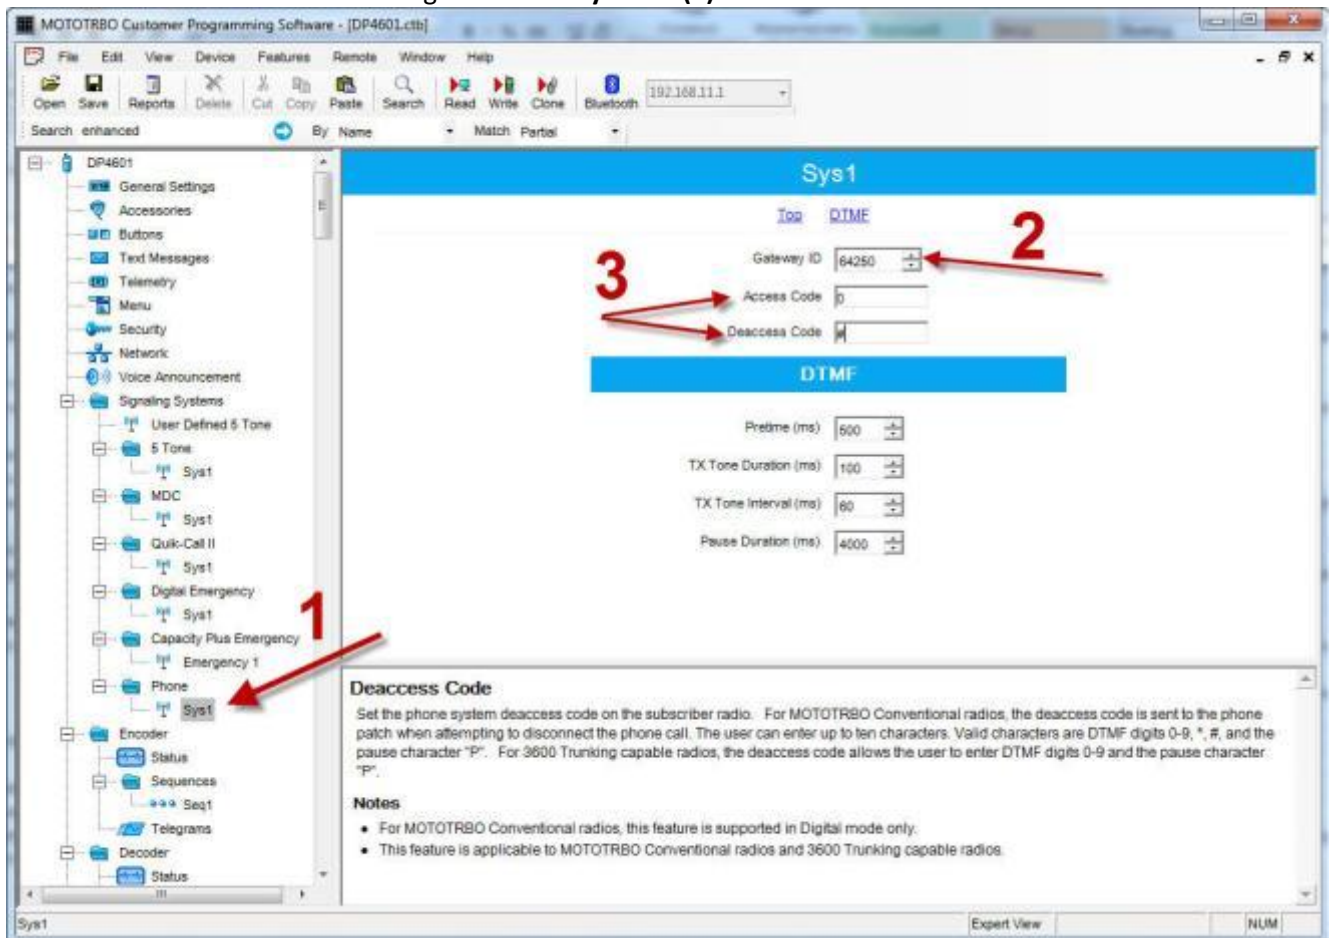 MOTOTRBO Customer Programming Software - [DP4601.ctb]
File Edit View Device Features Remote Window Help
Open Save Reports Delete Cut Copy Paste Search Read Write Clone Bluetooth 192.168.11.1
Search enhanced By Name Match Partial
DP4601
General Settings
Accessories
Buttons
Text Messages
Telemetry
Menu
Security
Network
Voice Announcement
Signaling Systems
User Defined 5 Tone
5 Tone
Sys1
MDC
Sys1
Quik-Call II
Sys1
Digital Emergency
Sys1
Capacity Plus Emergency
Emergency 1
Phone
Sys1
Encoder
Status
Sequences
Seq1
Telegrams
Decoder
Status
1
Sys1
Top DTMF
2
Gateway ID 64250
3
Access Code 0
Deaccess Code #
DTMF
Pretime (ms) 600
TX Tone Duration (ms) 100
TX Tone Interval (ms) 60
Pause Duration (ms) 4000
Deaccess Code
Set the phone system deaccess code on the subscriber radio. For MOTOTRBO Conventional radios, the deaccess code is sent to the phone
patch when attempting to disconnect the phone call. The user can enter up to ten characters. Valid characters are DTMF digits 0-9, *, #, and the
pause character "P". For 3600 Trunking capable radios, the deaccess code allows the user to enter DTMF digits 0-9 and the pause character
"P".
Notes
• For MOTOTRBO Conventional radios, this feature is supported in Digital mode only.
• This feature is applicable to MOTOTRBO Conventional radios and 3600 Trunking capable radios.
Sys1 Expert View NUM